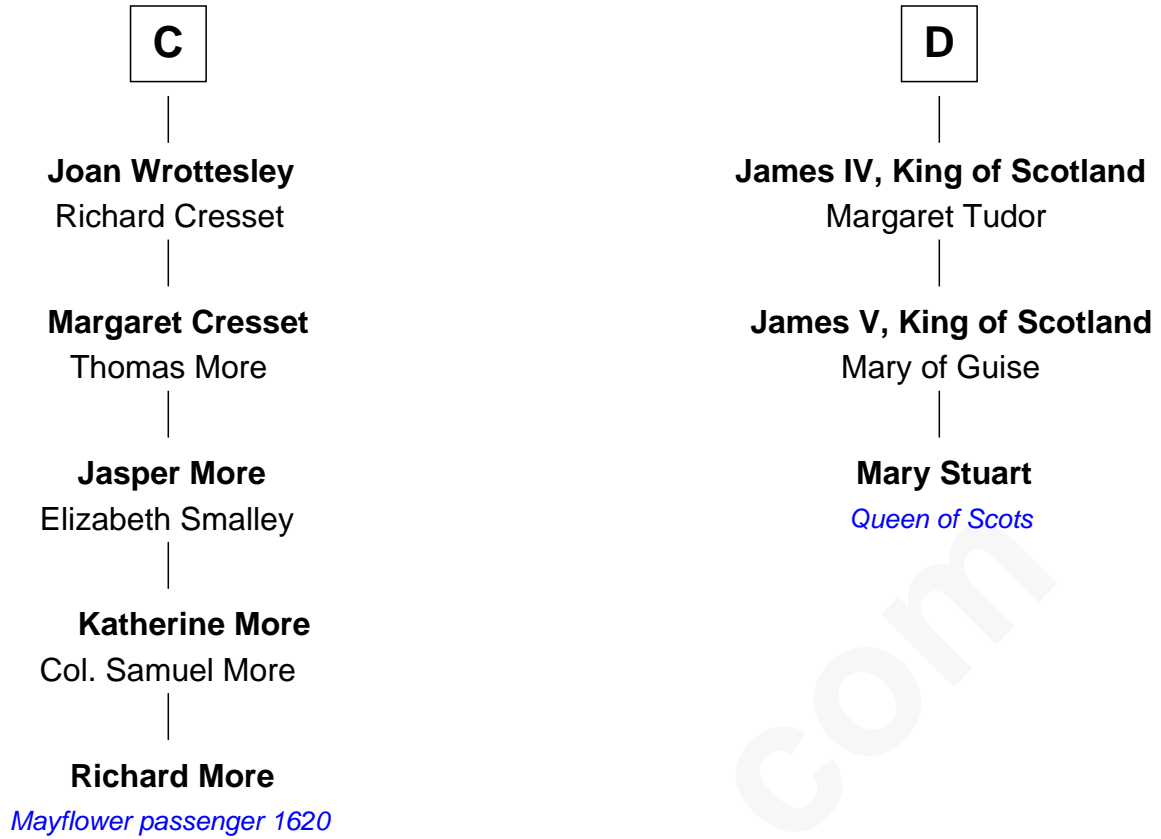 C
Joan Wrottesley
Richard Cresset
Margaret Cresset
Thomas More
Jasper More
Elizabeth Smalley
Katherine More
Col. Samuel More
Richard More
Mayflower passenger 1620
D
James IV, King of Scotland
Margaret Tudor
James V, King of Scotland
Mary of Guise
Mary Stuart
Queen of Scots
com